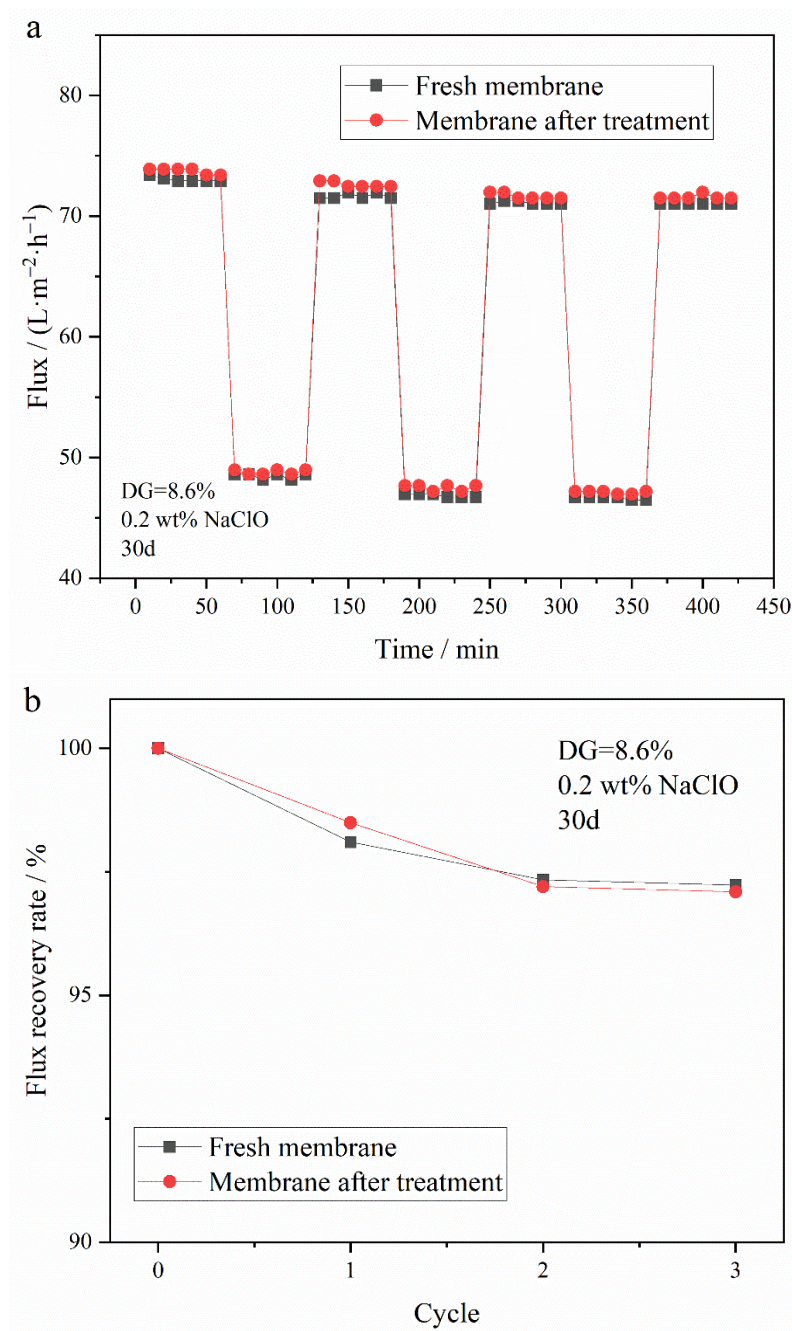 a
Fresh membrane
Membrane after treatment
80
70
60
50
40
Flux / (L·m⁻²·h⁻¹)
DG=8.6%
0.2 wt% NaClO
30d
0 50 100 150 200 250 300 350 400 450
Time / min
b
DG=8.6%
0.2 wt% NaClO
30d
100
95
90
Flux recovery rate / %
Fresh membrane
Membrane after treatment
0 1 2 3
Cycle